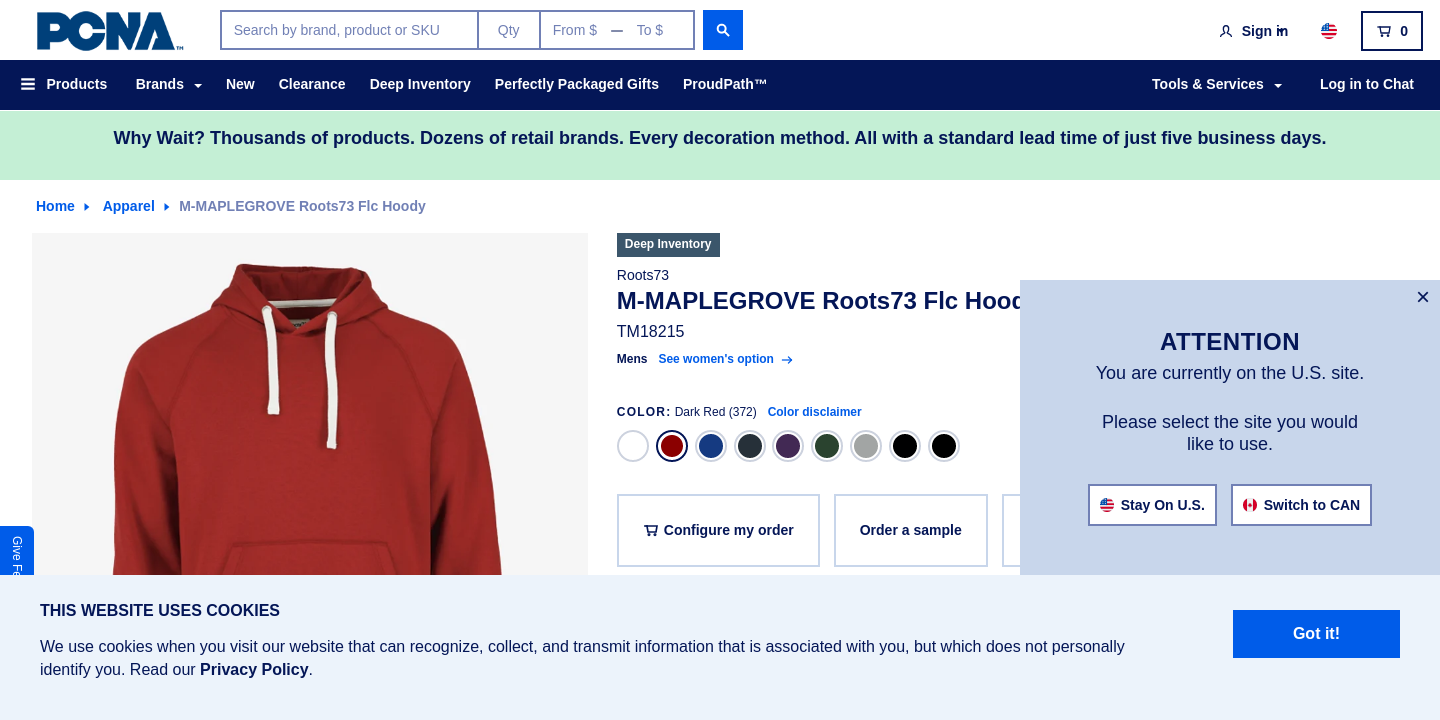 PCNA™
Search by brand, product or SKU
Qty
From $ — To $
Sign in
0
Products
Brands
New
Clearance
Deep Inventory
Perfectly Packaged Gifts
ProudPath™
Tools & Services
Log in to Chat
Why Wait? Thousands of products. Dozens of retail brands. Every decoration method. All with a standard lead time of just five business days.
Home
Apparel
M-MAPLEGROVE Roots73 Flc Hoody
Deep Inventory
Roots73
M-MAPLEGROVE Roots73 Flc Hood
TM18215
Mens See women's option
COLOR: Dark Red (372) Color disclaimer
Configure my order
Order a sample
×
ATTENTION
You are currently on the U.S. site.
Please select the site you would
like to use.
Stay On U.S.
Switch to CAN
Give Fe
THIS WEBSITE USES COOKIES
We use cookies when you visit our website that can recognize, collect, and transmit information that is associated with you, but which does not personally
identify you. Read our Privacy Policy.
Got it!